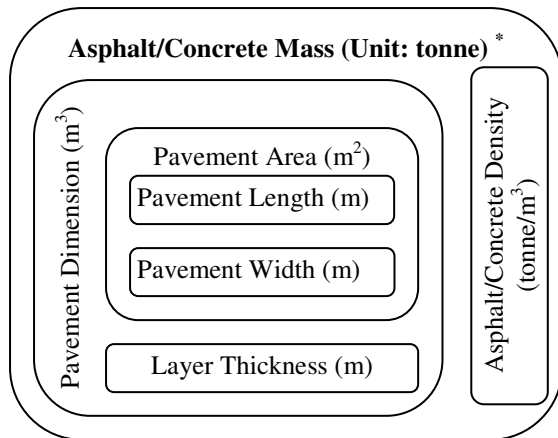 Asphalt/Concrete Mass (Unit: tonne) *
Pavement Dimension (m³)
Pavement Area (m²)
Pavement Length (m)
Pavement Width (m)
Layer Thickness (m)
Asphalt/Concrete Density
(tonne/m³)